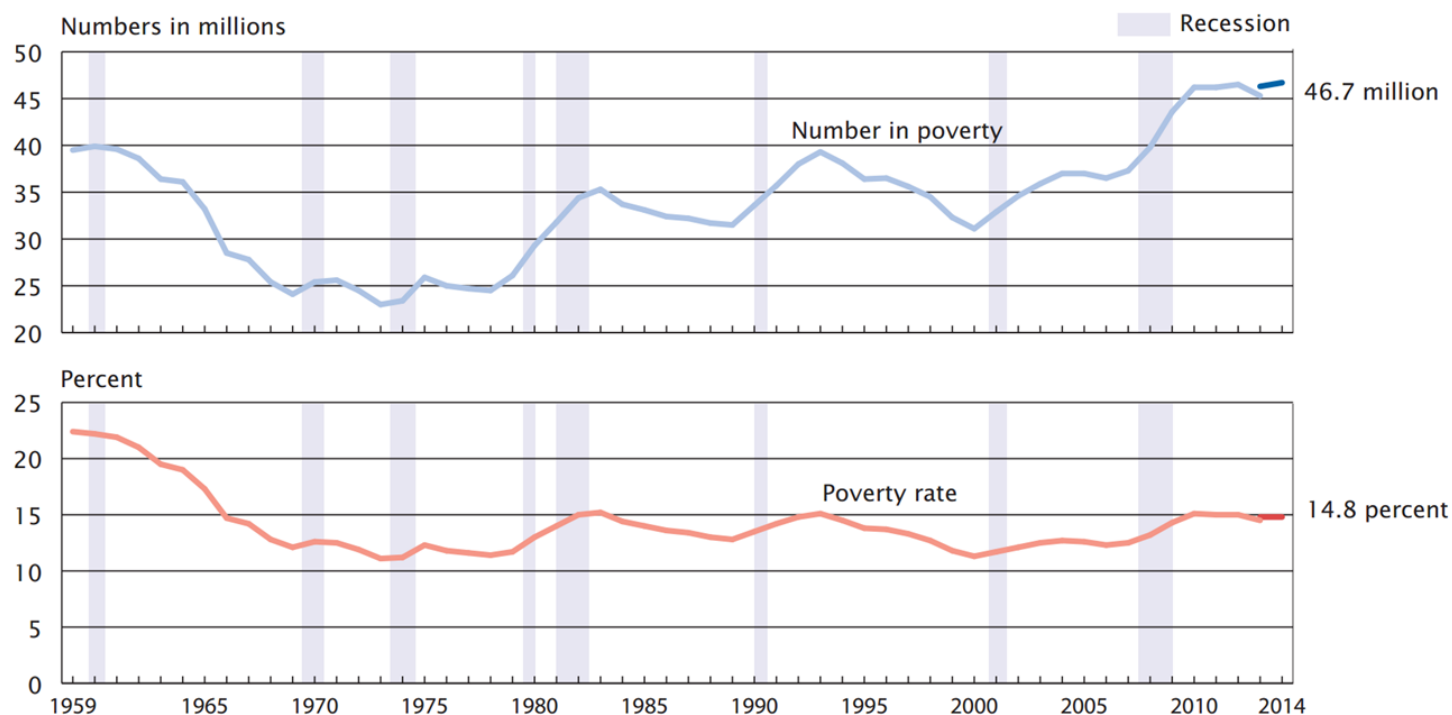 Numbers in millions
Recession
50
45
46.7 million
40
Number in poverty
35
30
25
20
Percent
25
20
Poverty rate
15
14.8 percent
10
5
0
1959 1965 1970 1975 1980 1985 1990 1995 2000 2005 2010 2014